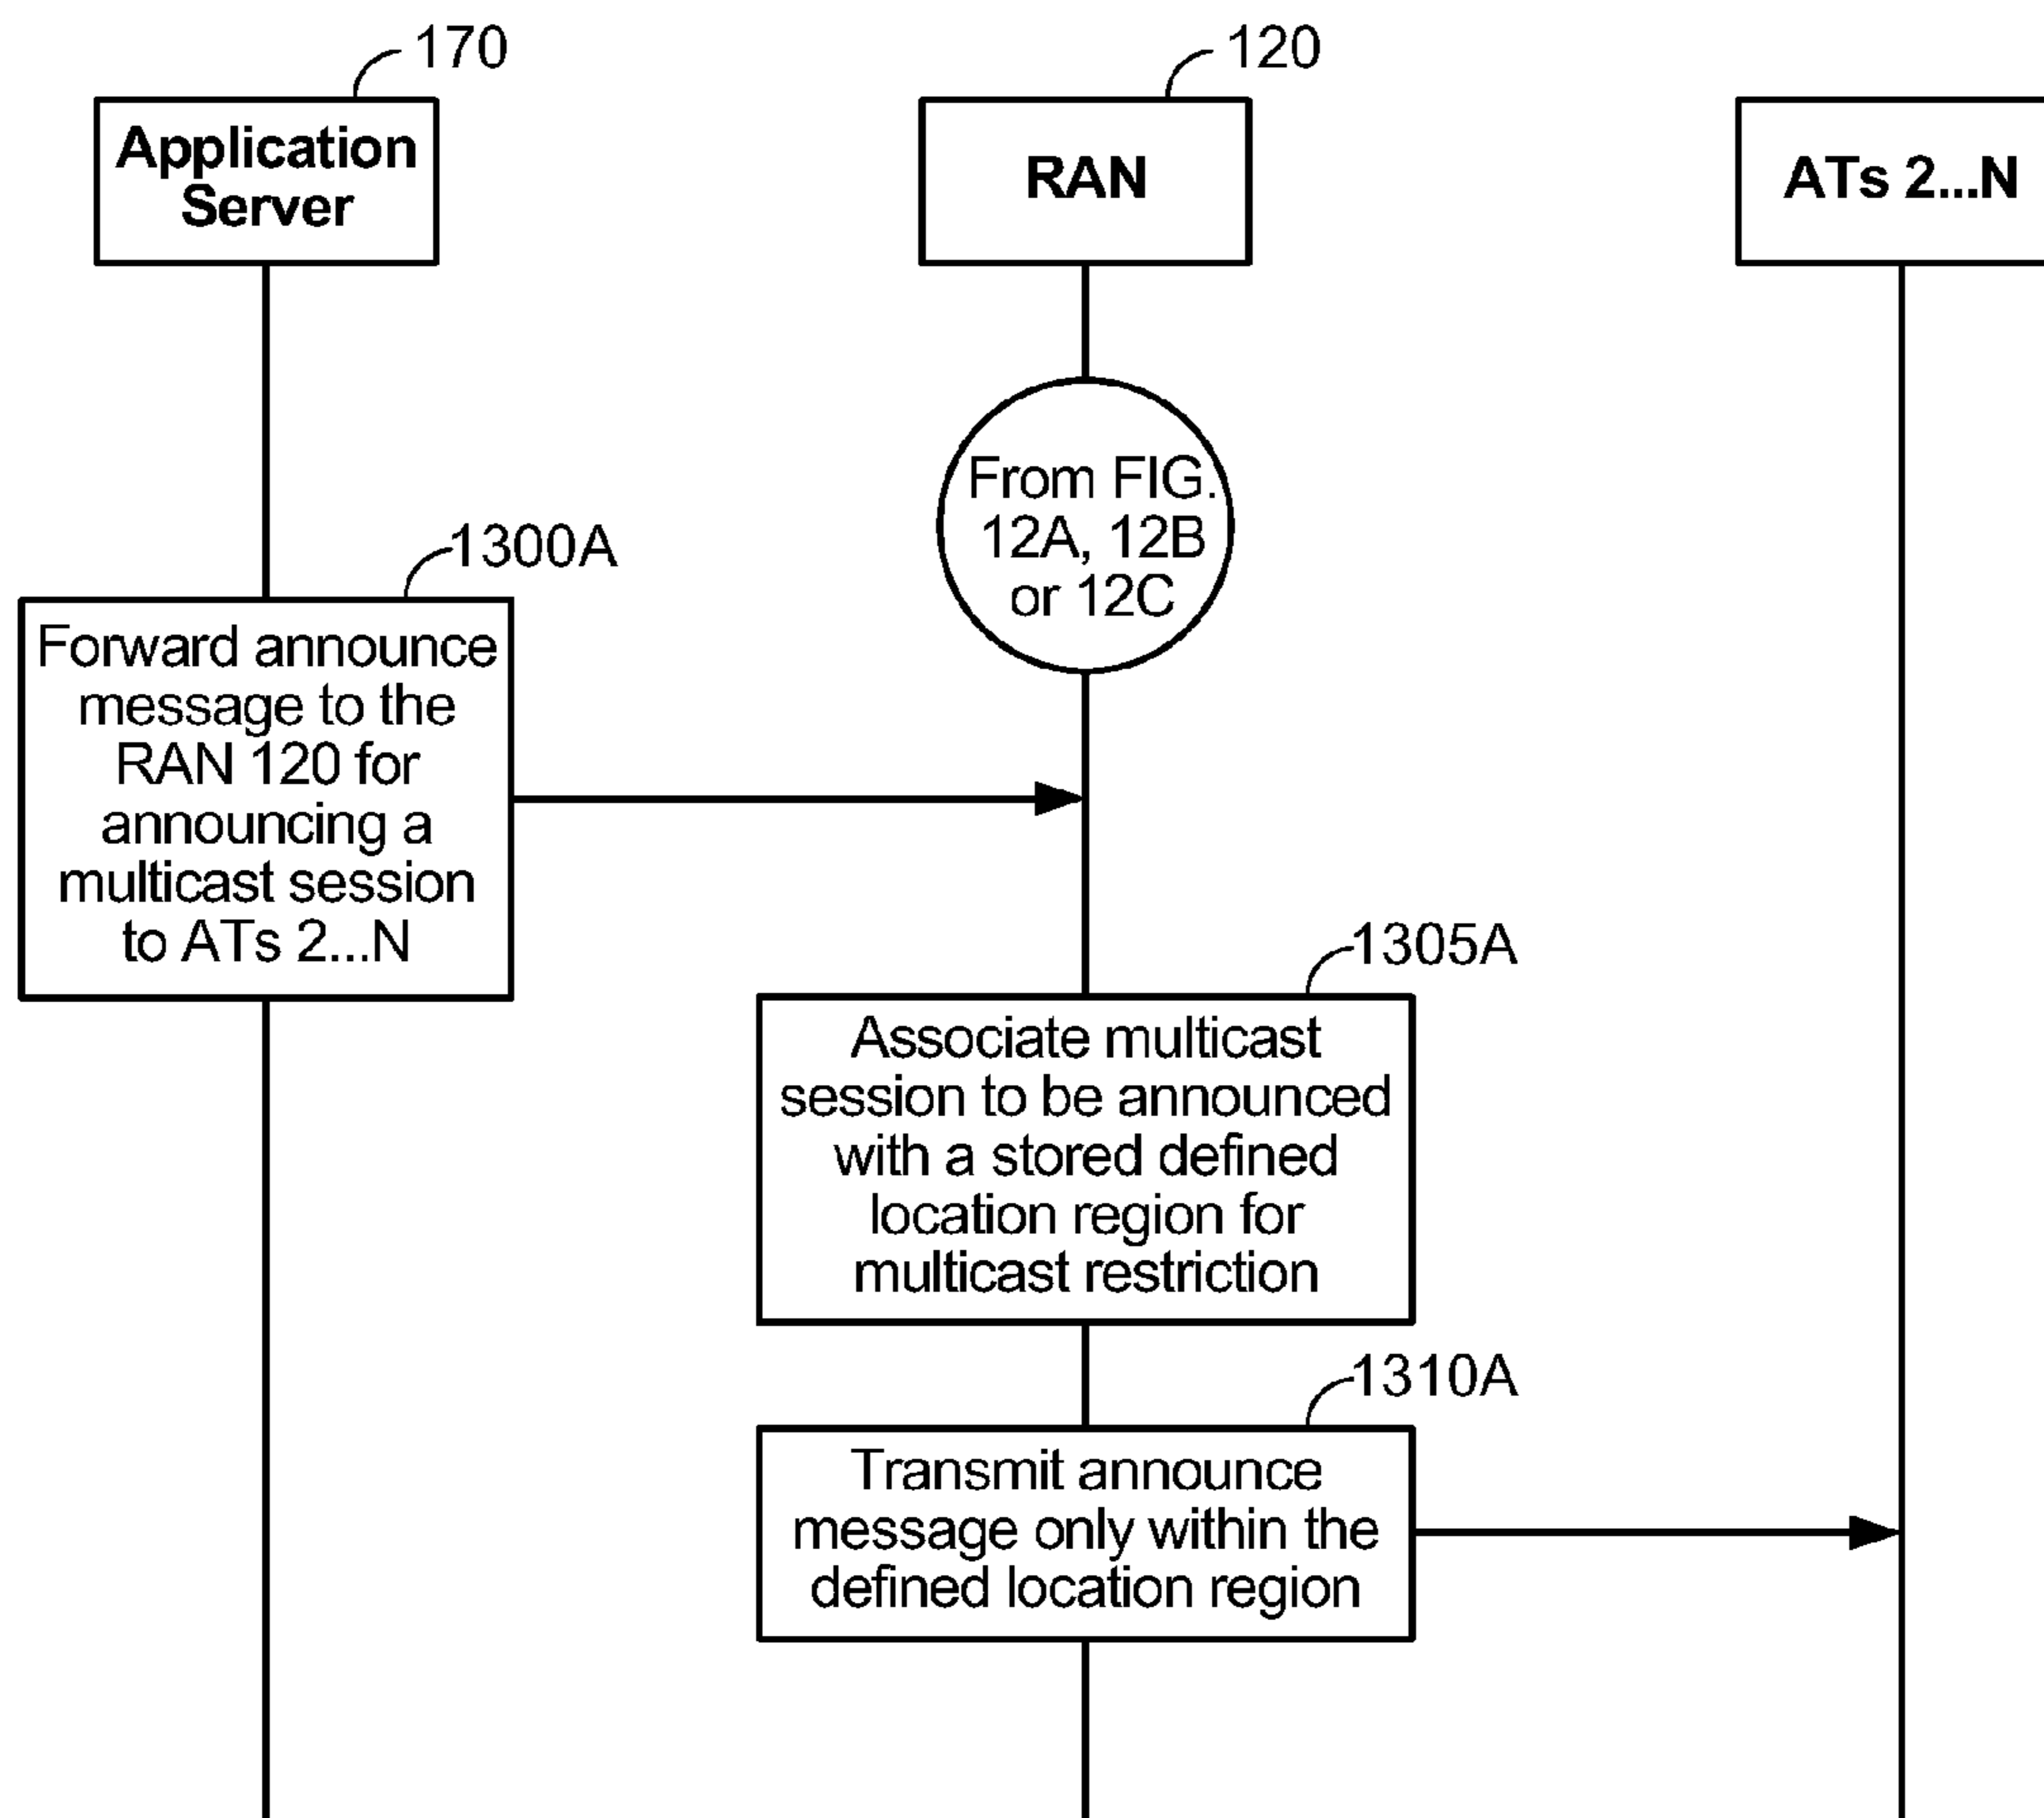 170
120
Application
Server
RAN
ATs 2...N
From FIG.
12A, 12B
or 12C
1300A
Forward announce
message to the
RAN 120 for
announcing a
multicast session
to ATs 2...N
1305A
Associate multicast
session to be announced
with a stored defined
location region for
multicast restriction
1310A
Transmit announce
message only within the
defined location region